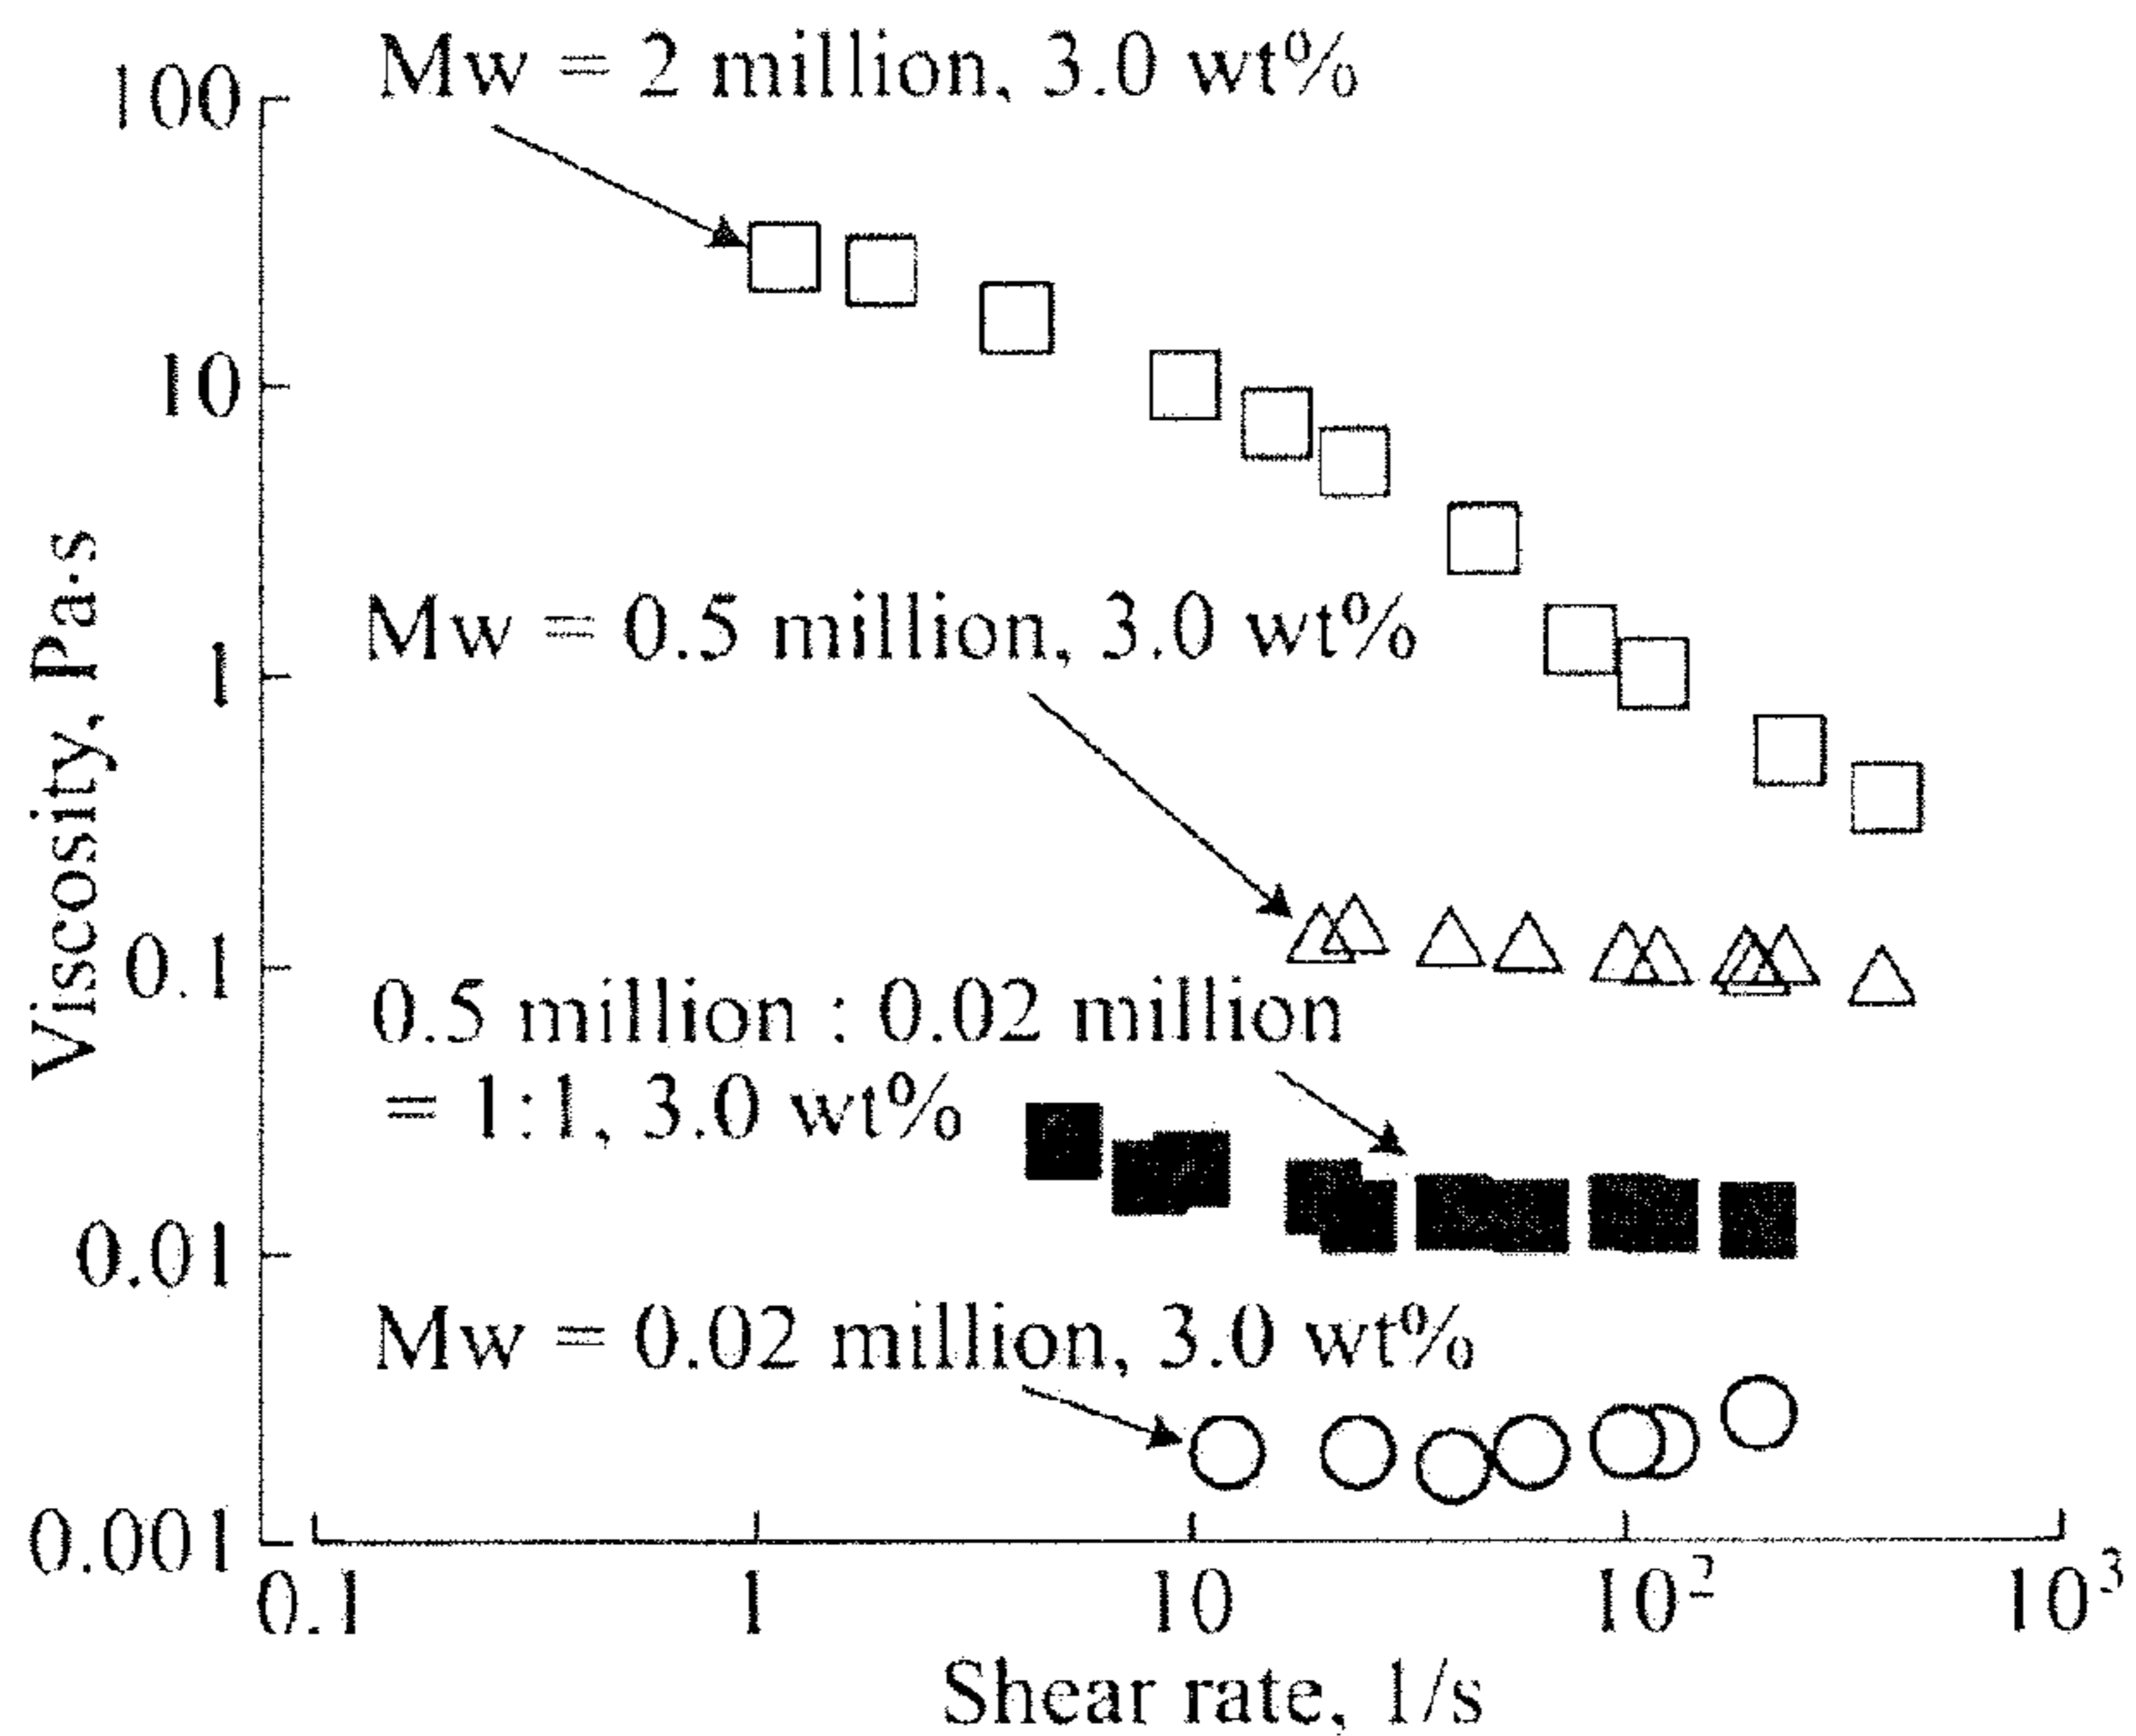 Mw = 2 million, 3.0 wt%
100
10
Mw = 0.5 million, 3.0 wt%
1
Viscosity, Pa·s
0.1
0.5 million : 0.02 million
= 1:1, 3.0 wt%
0.01
Mw = 0.02 million, 3.0 wt%
0.001
0.1 1 10 10² 10³
Shear rate, 1/s